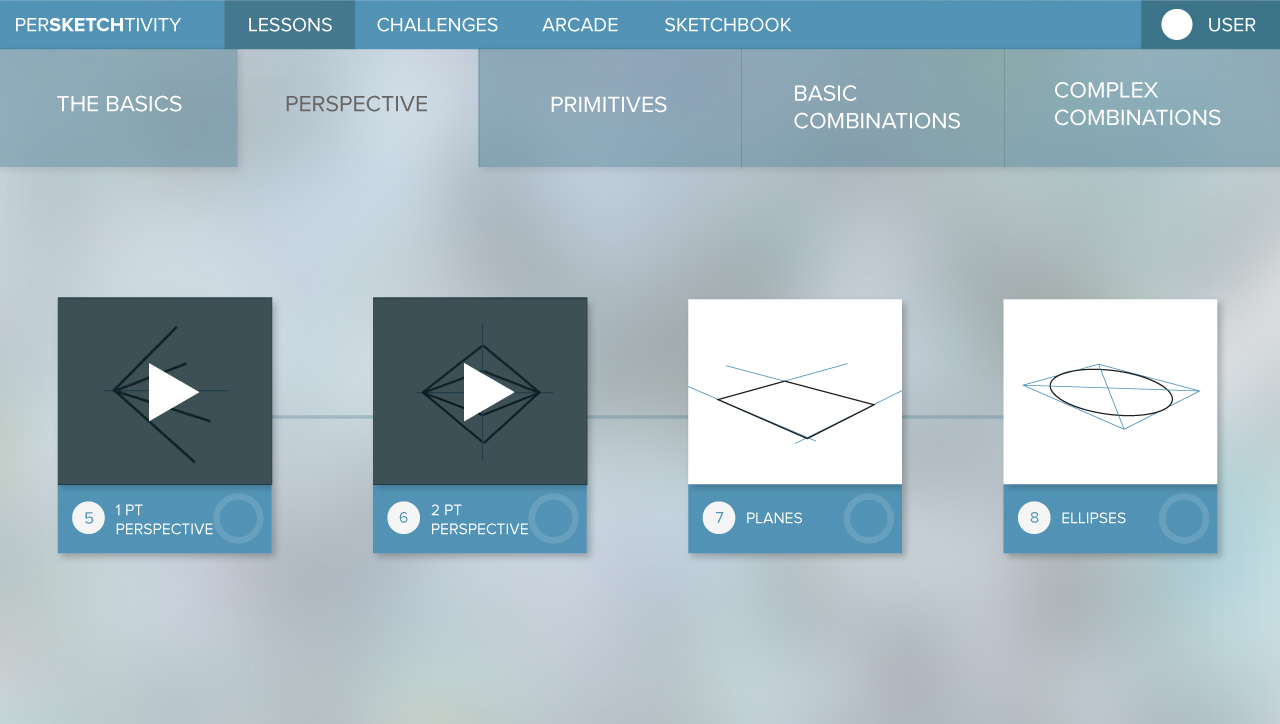 PERSKETCHTIVITY LESSONS CHALLENGES ARCADE SKETCHBOOK USER
THE BASICS
PERSPECTIVE
PRIMITIVES
BASIC
COMBINATIONS
COMPLEX
COMBINATIONS
5
1 PT
PERSPECTIVE
6
2 PT
PERSPECTIVE
7 PLANES
8 ELLIPSES